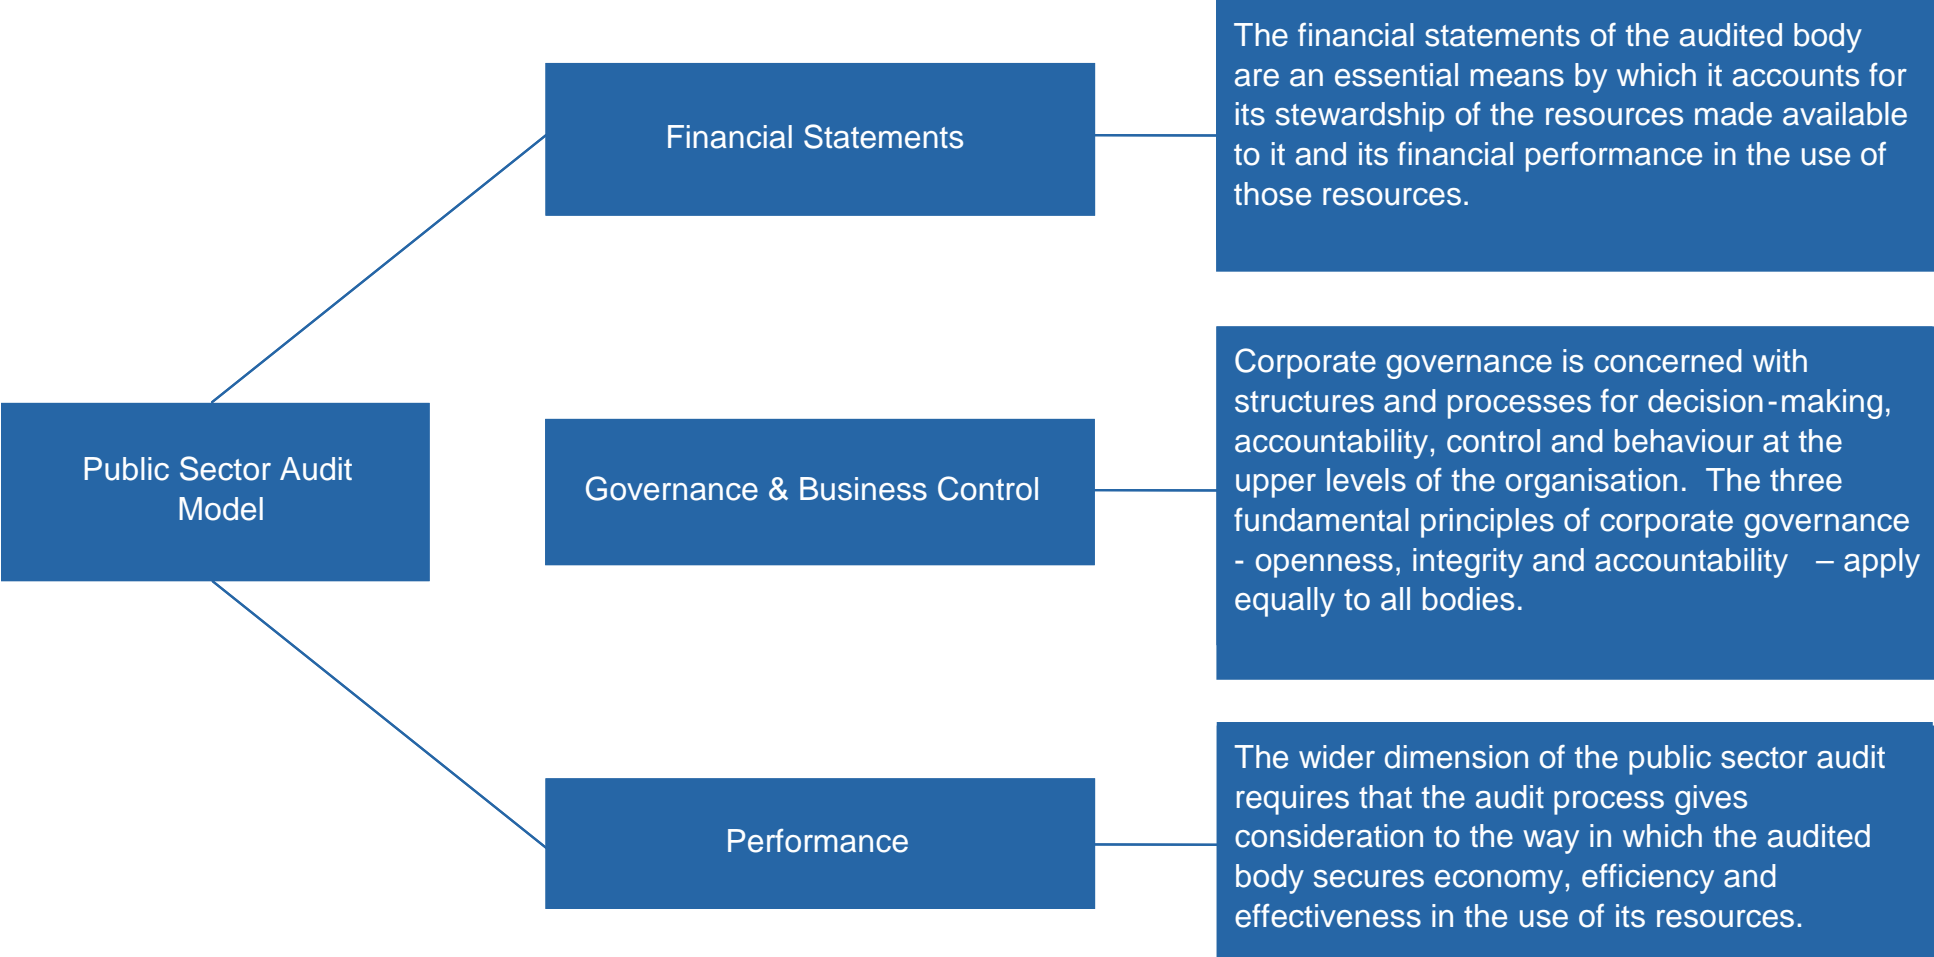 Public Sector Audit
Model
Financial Statements
The financial statements of the audited body
are an essential means by which it accounts for
its stewardship of the resources made available
to it and its financial performance in the use of
those resources.
Governance & Business Control
Corporate governance is concerned with
structures and processes for decision-making,
accountability, control and behaviour at the
upper levels of the organisation.  The three
fundamental principles of corporate governance
- openness, integrity and accountability – apply
equally to all bodies.
Performance
The wider dimension of the public sector audit
requires that the audit process gives
consideration to the way in which the audited
body secures economy, efficiency and
effectiveness in the use of its resources.